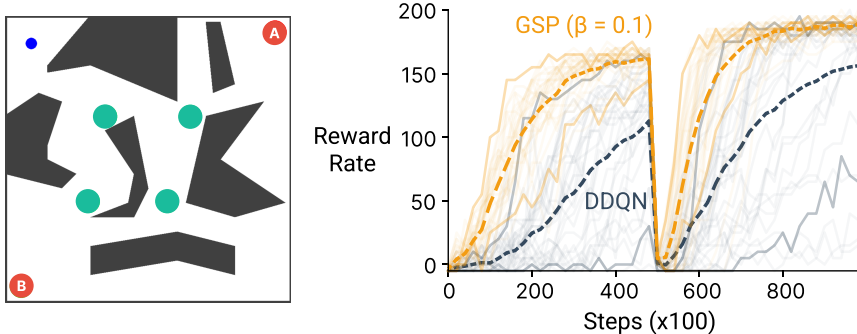 A
B
200
GSP (β = 0.1)
150
Reward
Rate
100
50
DDQN
0
0 200 400 600 800
Steps (x100)